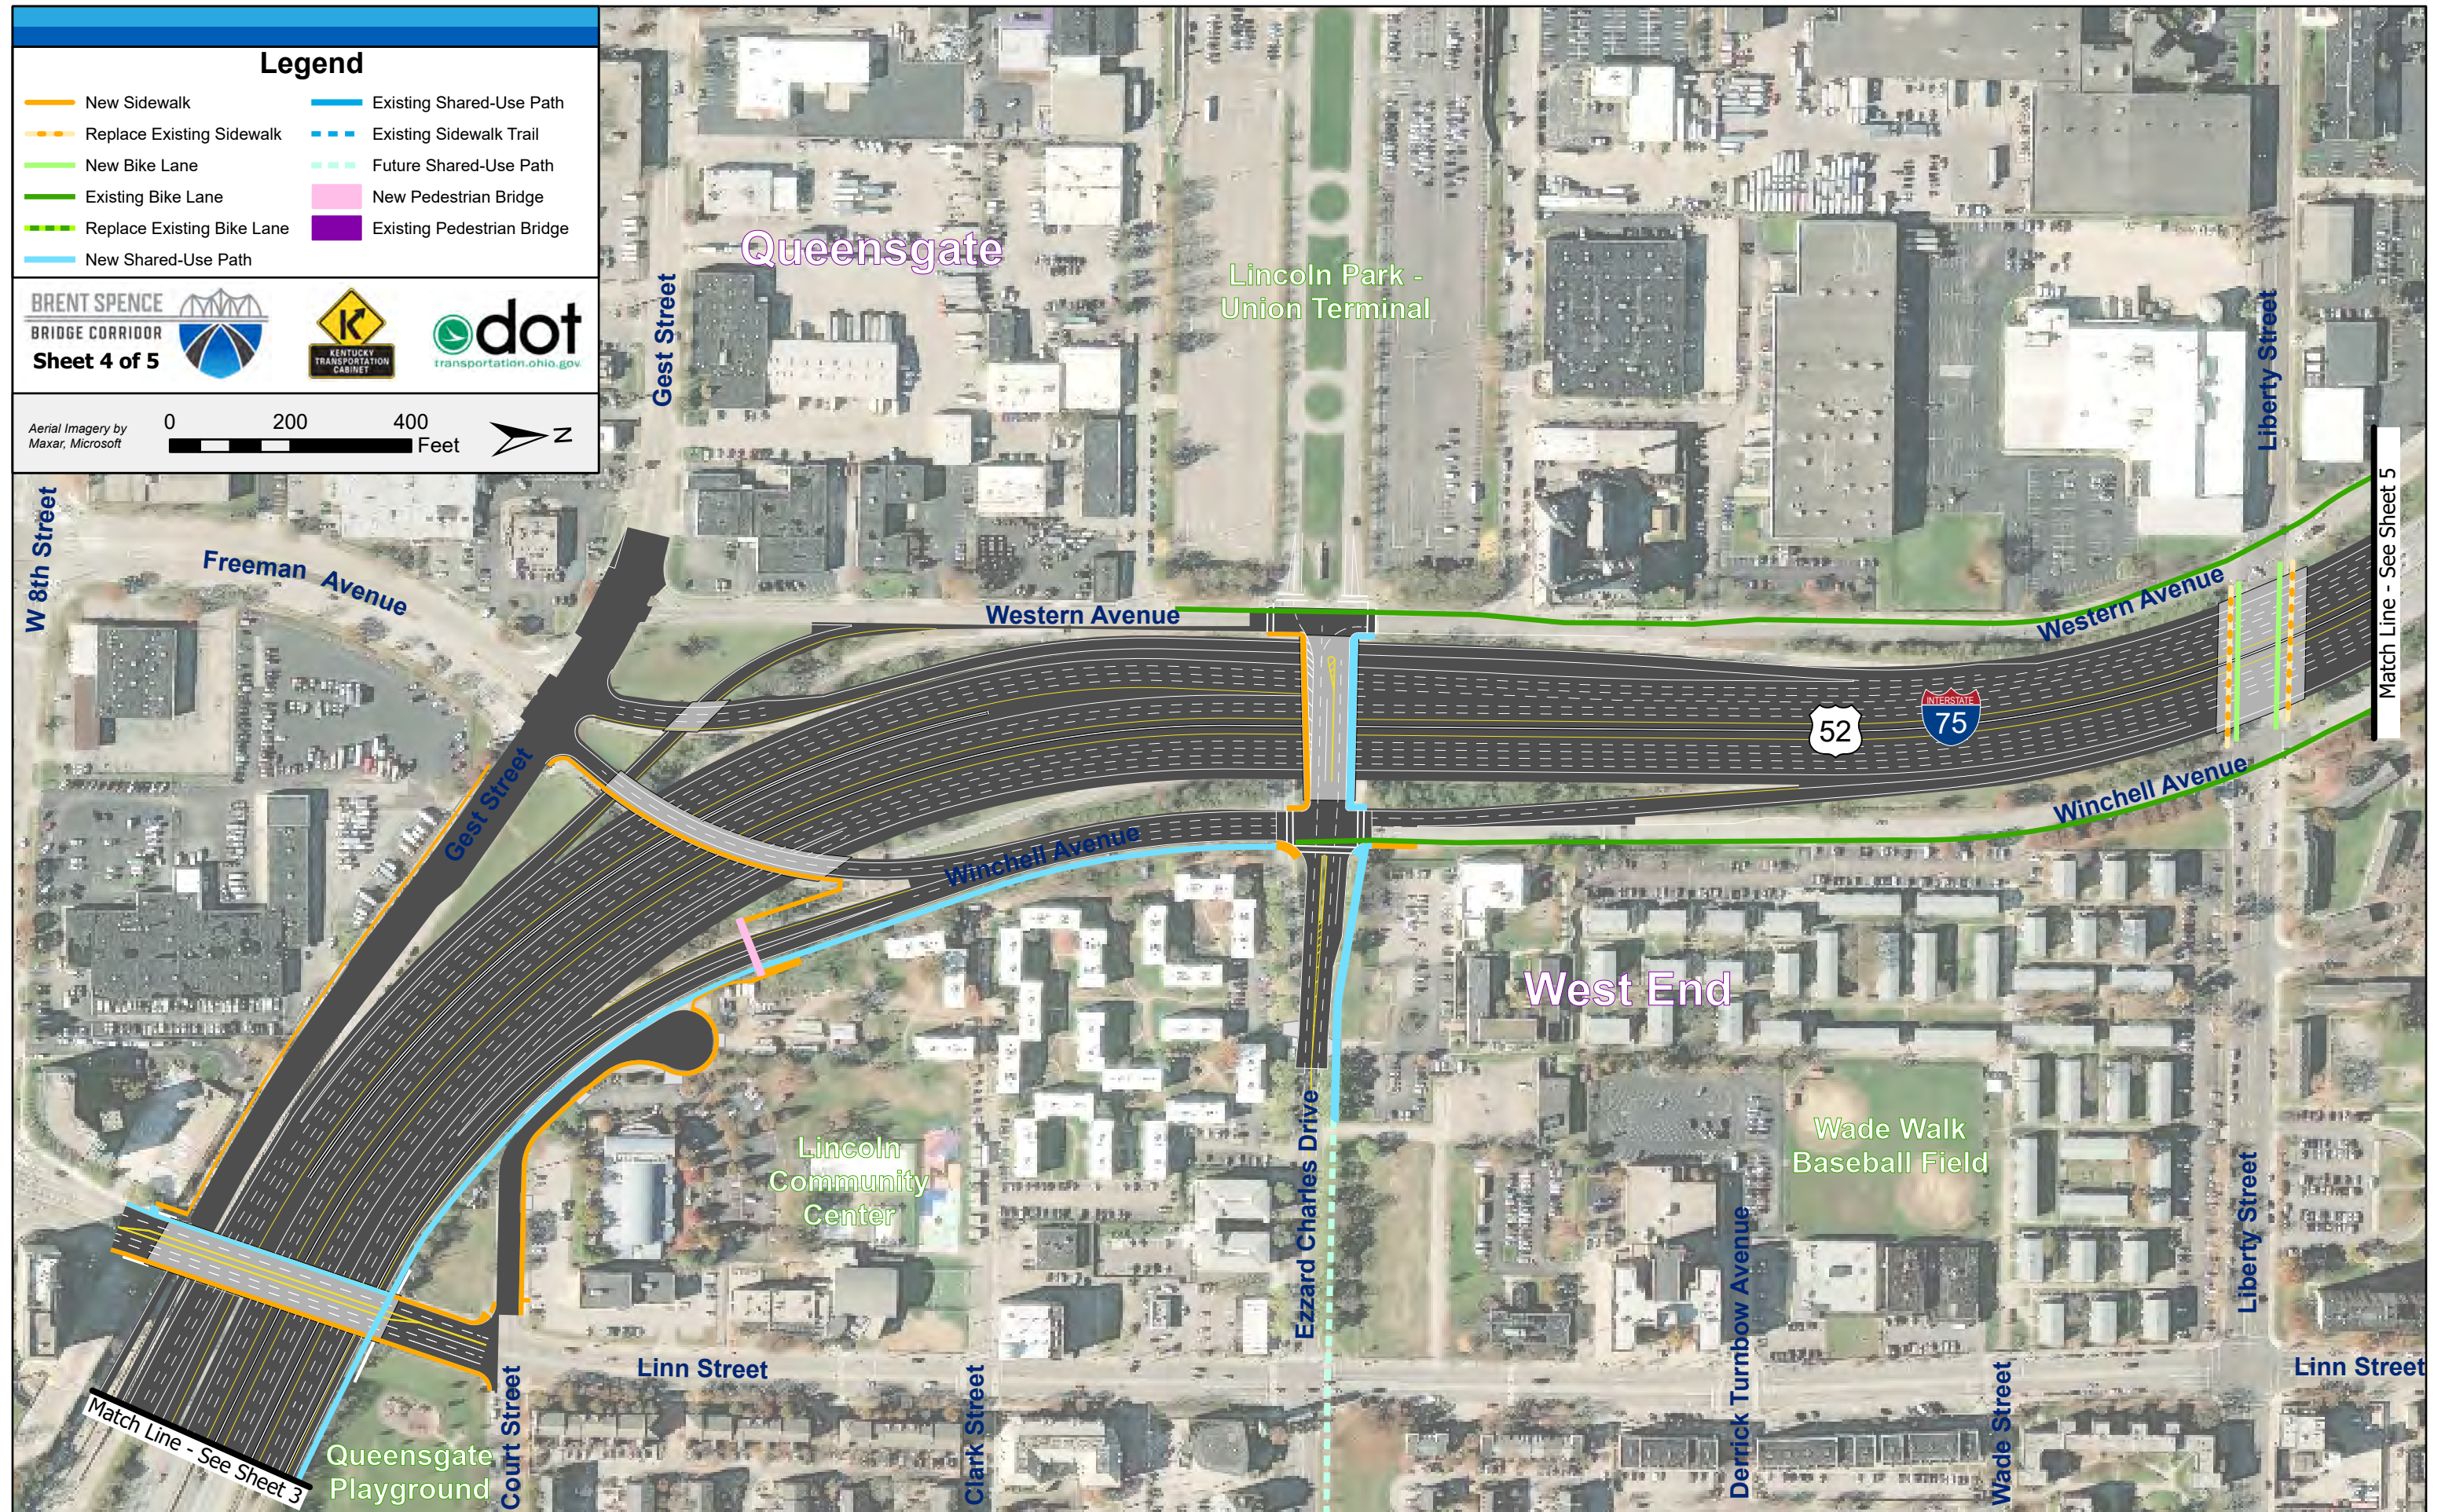 Legend
New Sidewalk
Replace Existing Sidewalk
New Bike Lane
Existing Bike Lane
Replace Existing Bike Lane
New Shared-Use Path
Existing Shared-Use Path
Existing Sidewalk Trail
Future Shared-Use Path
New Pedestrian Bridge
Existing Pedestrian Bridge
BRENT SPENCE
BRIDGE CORRIDOR
Sheet 4 of 5
K
KENTUCKY
TRANSPORTATION
CABINET
dot
transportation.ohio.gov
Aerial Imagery by
Maxar, Microsoft
0 200 400
Feet
N
Queensgate
Lincoln Park -
Union Terminal
Gest Street
Liberty Street
W 8th Street
Freeman Avenue
Western Avenue
Western Avenue
Match Line - See Sheet 5
52
INTERSTATE
75
Gest Street
Winchell Avenue
Winchell Avenue
West End
Lincoln
Community
Center
Wade Walk
Baseball Field
Ezzard Charles Drive
Derrick Turnbow Avenue
Liberty Street
Linn Street
Linn Street
Court Street
Clark Street
Wade Street
Match Line - See Sheet 3
Queensgate
Playground